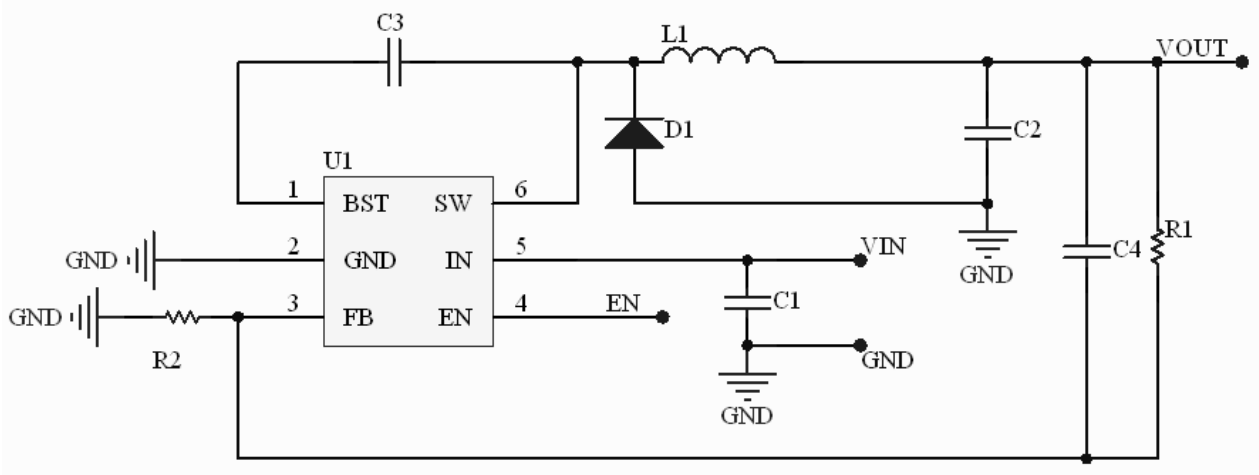 C3
L1
VOUT
D1
C2
U1
1 BST SW 6
R1
GND 2 GND IN 5 VIN
C4
GND
GND 3 FB EN 4 EN
C1
R2
GND
GND